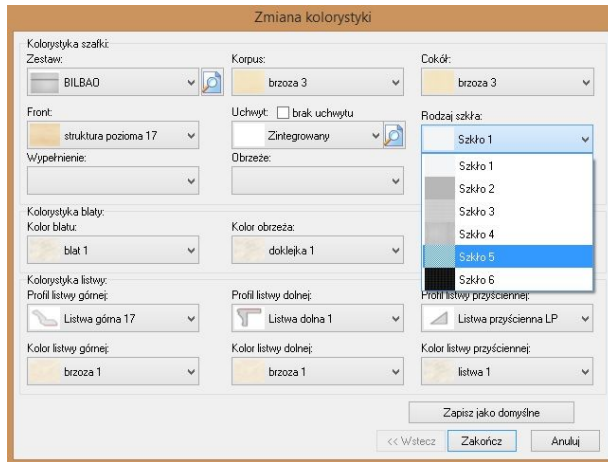 Zmiana kolorystyki
Kolorystyka szafki:
Zestaw:
Korpus:
Cokół:
BILBAO
brzoza 3
brzoza 3
Front:
Uchwyt:
brak uchwytu
Rodzaj szkła:
struktura pozioma 17
Zintegrowany
Szkło 1
Wypełnienie:
Obrzeże:
Szkło 1
Szkło 2
Szkło 3
Szkło 4
Szkło 5
Szkło 6
Kolorystyka blaty:
Kolor blatu:
Kolor obrzeża:
blat 1
doklejka 1
Kolorystyka listwy:
Profil listwy górnej:
Profil listwy dolnej:
Profil listwy przyściennej:
Listwa górna 17
Listwa dolna 1
Listwa przyścienna LP
Kolor listwy górnej:
Kolor listwy dolnej:
Kolor listwy przyściennej:
brzoza 1
brzoza 1
listwa 1
Zapisz jako domyślne
<< Wstecz
Zakończ
Anuluj